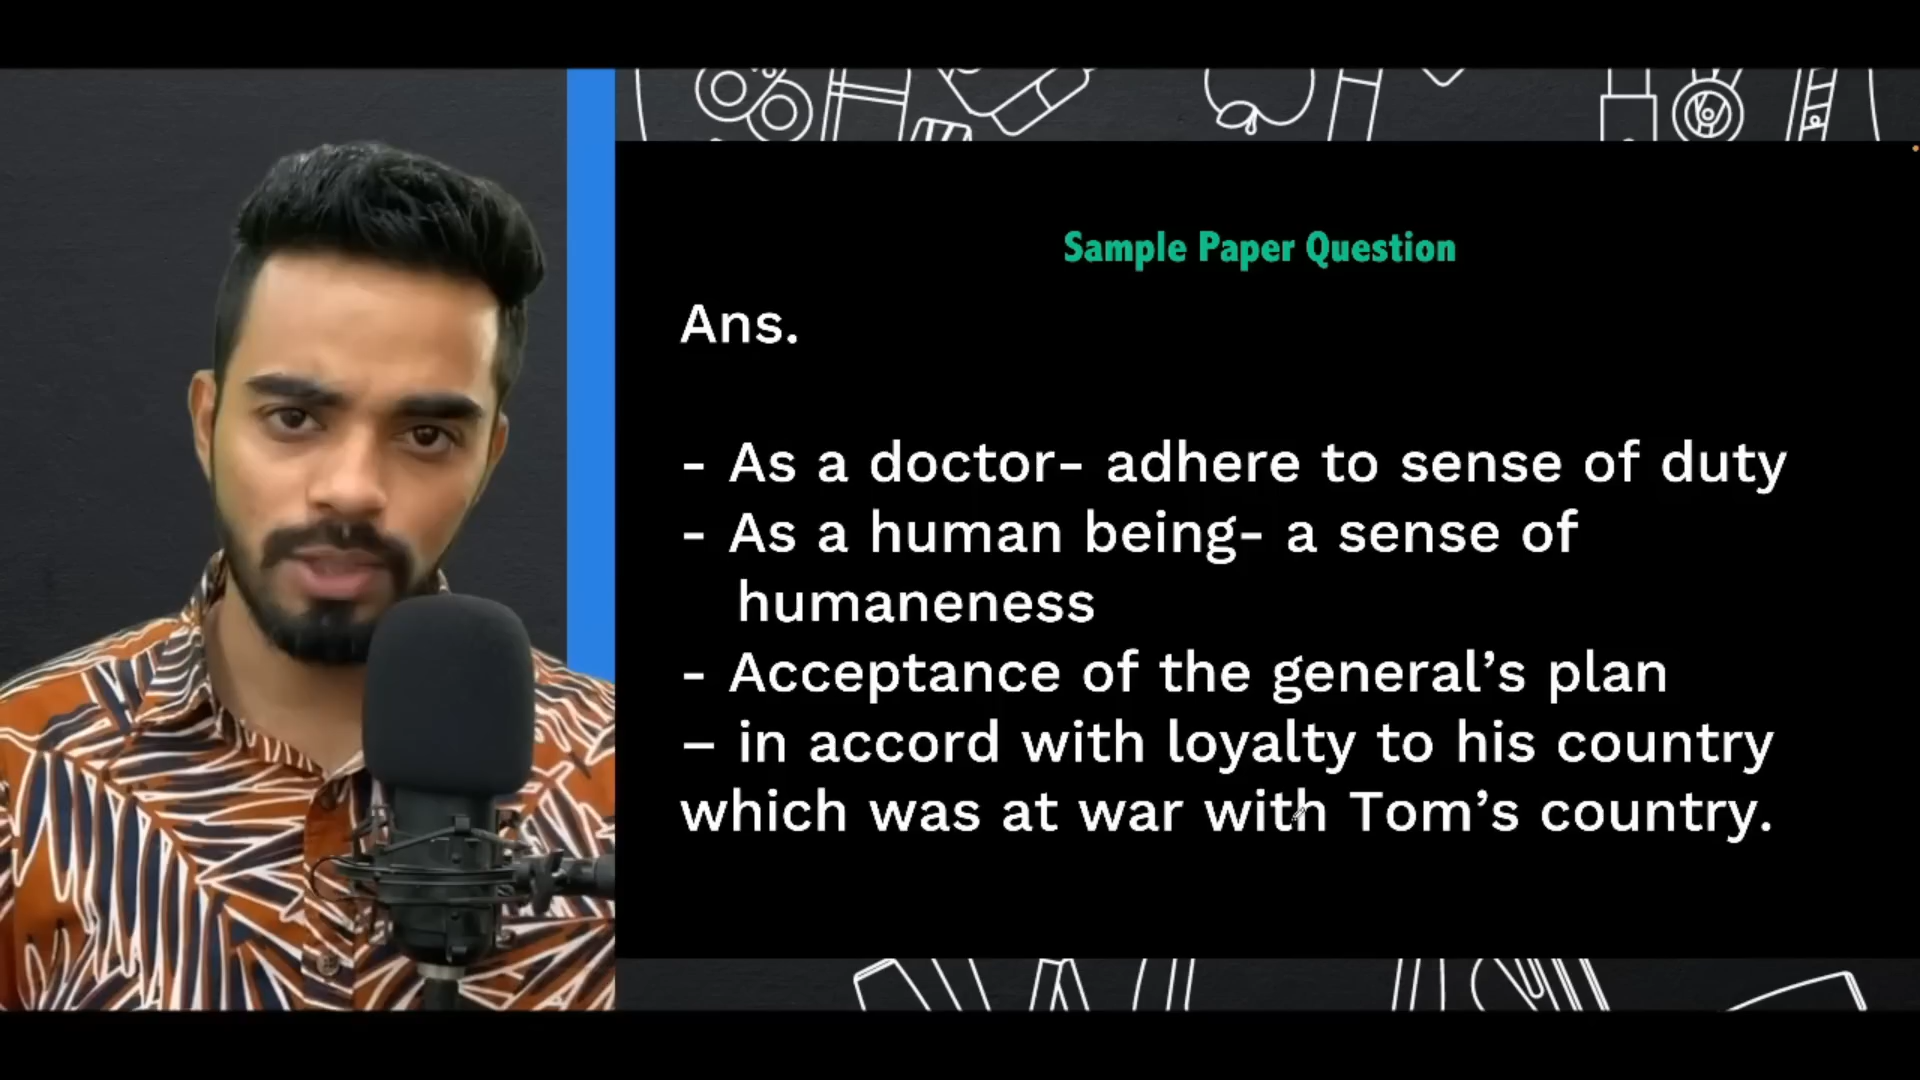 Sample Paper Question
Ans.
- As a doctor- adhere to sense of duty
- As a human being- a sense of
humaneness
- Acceptance of the general’s plan
– in accord with loyalty to his country
which was at war with Tom’s country.